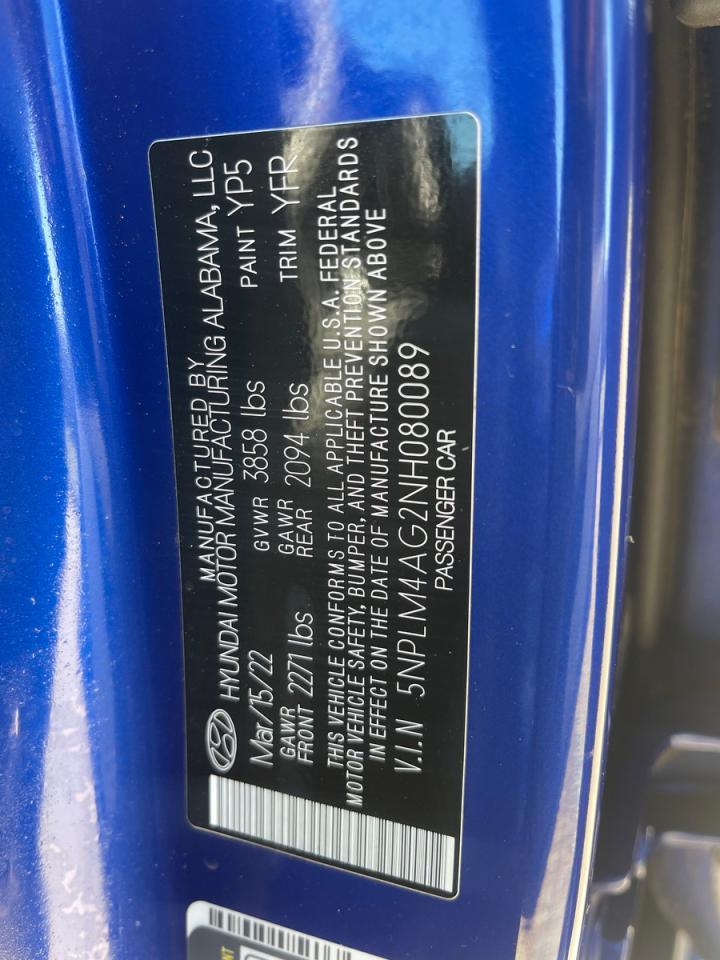 MANUFACTURED BY
HYUNDAI MOTOR MANUFACTURING ALABAMA, LLC
Mar/15/22 GVWR 3858 lbs PAINT YP5
GAWR FRONT 2271 lbs GAWR REAR 2094 lbs TRIM YFR
THIS VEHICLE CONFORMS TO ALL APPLICABLE U.S.A. FEDERAL
MOTOR VEHICLE SAFETY, BUMPER, AND THEFT PREVENTION STANDARDS
IN EFFECT ON THE DATE OF MANUFACTURE SHOWN ABOVE
V.I.N 5NPLM4AG2NH080089
PASSENGER CAR